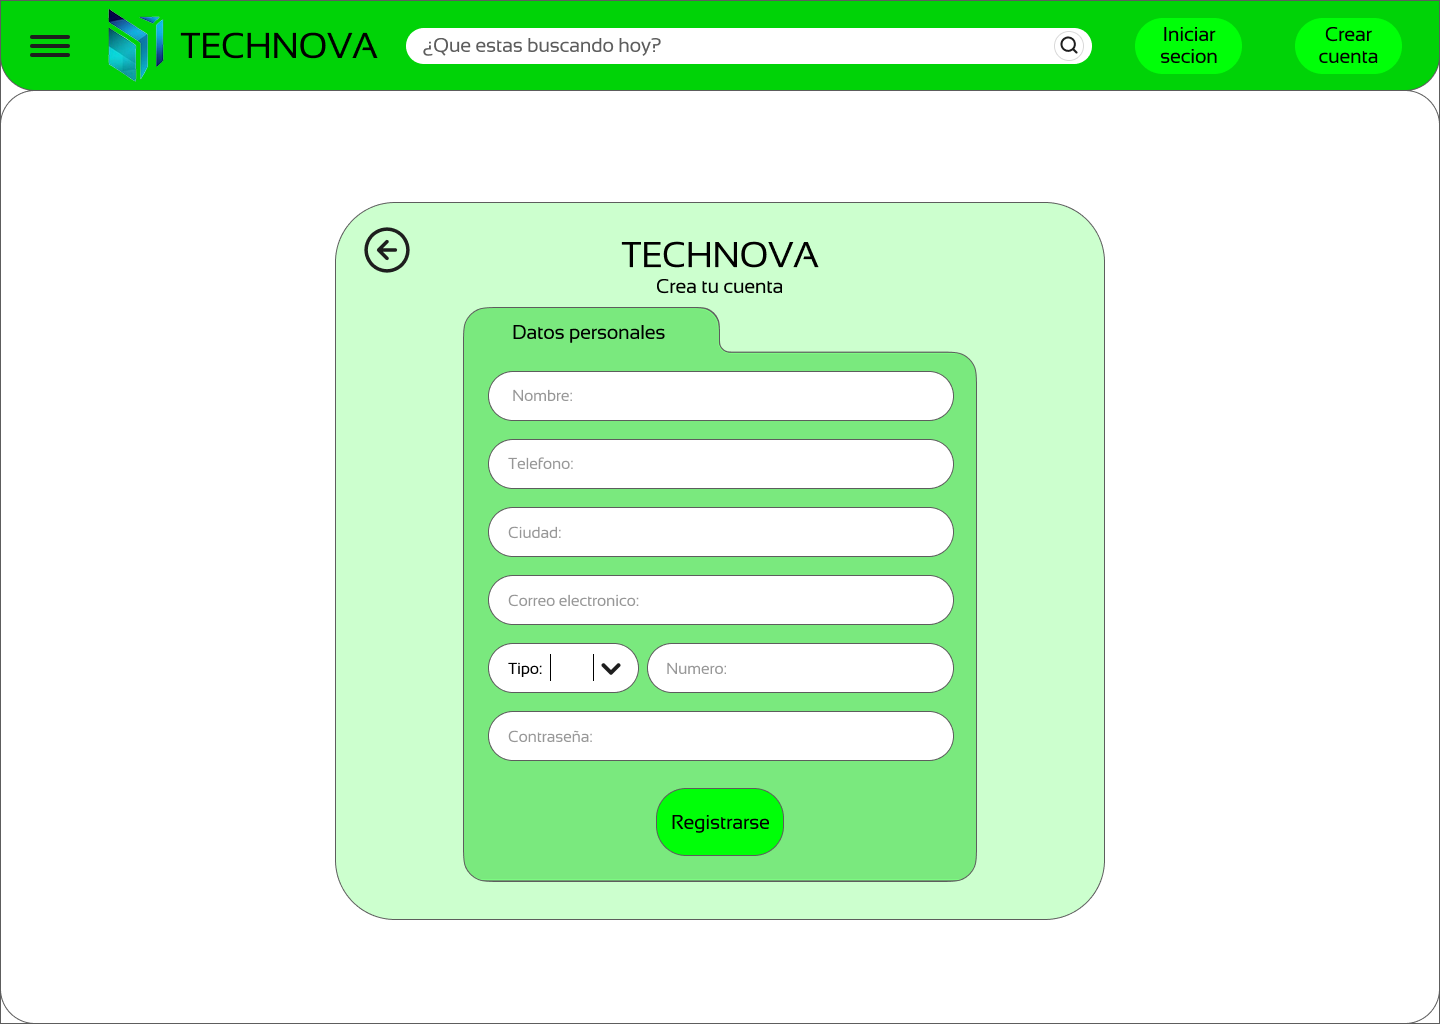 TECHNOVA
¿Que estas buscando hoy?
Iniciar
secion
Crear
cuenta
TECHNOVA
Crea tu cuenta
Datos personales
Nombre:
Telefono:
Ciudad:
Correo electronico:
Tipo:
Numero:
Contraseña:
Registrarse